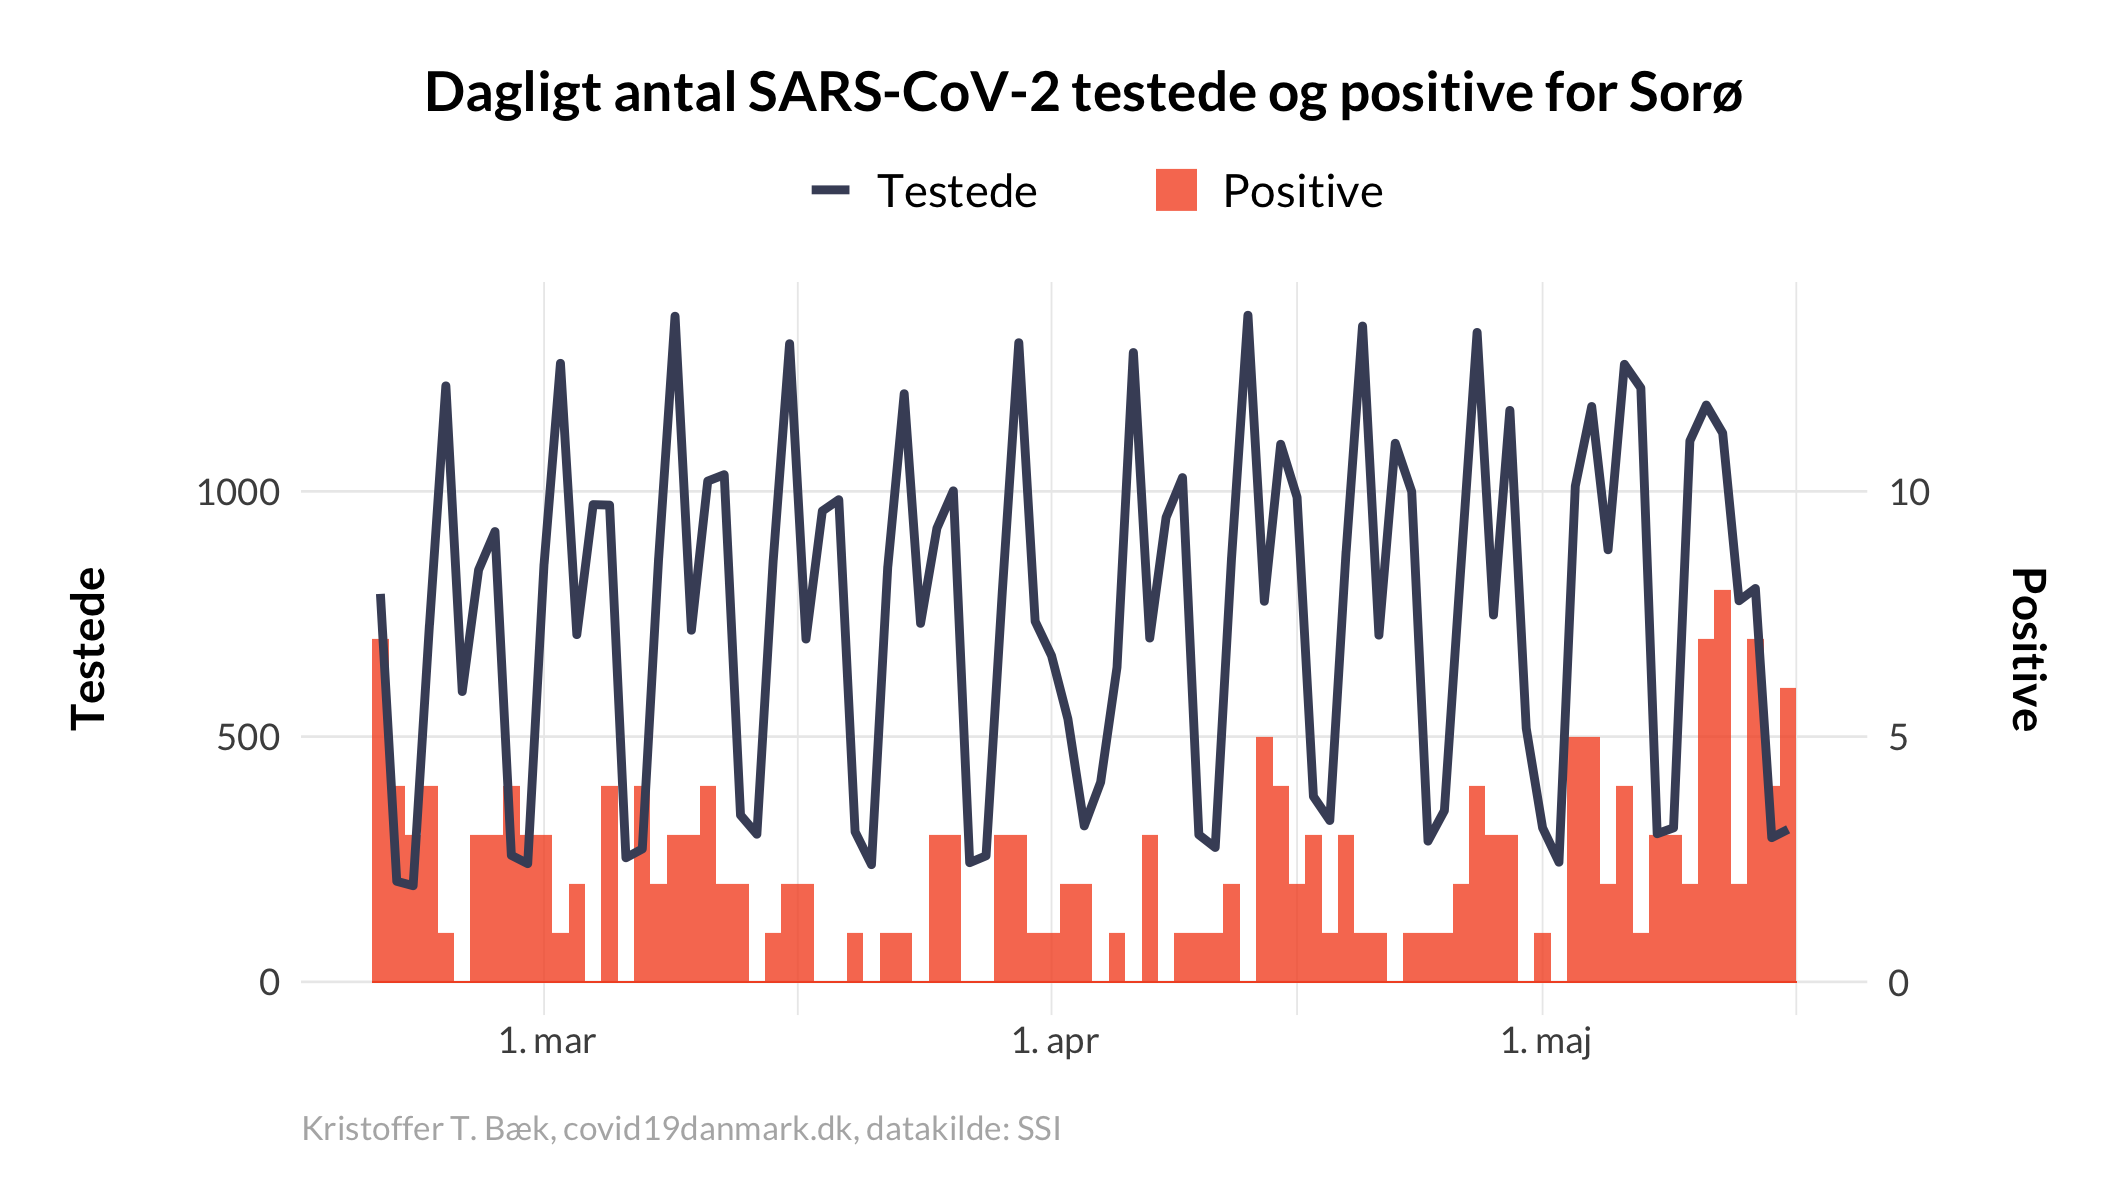 Dagligt antal SARS-CoV-2 testede og positive for Sorø
Testede
Positive
1000
500
0
10
5
0
Testede
Positive
1. mar
1. apr
1. maj
Kristoffer T. Bæk, covid19danmark.dk, datakilde: SSI